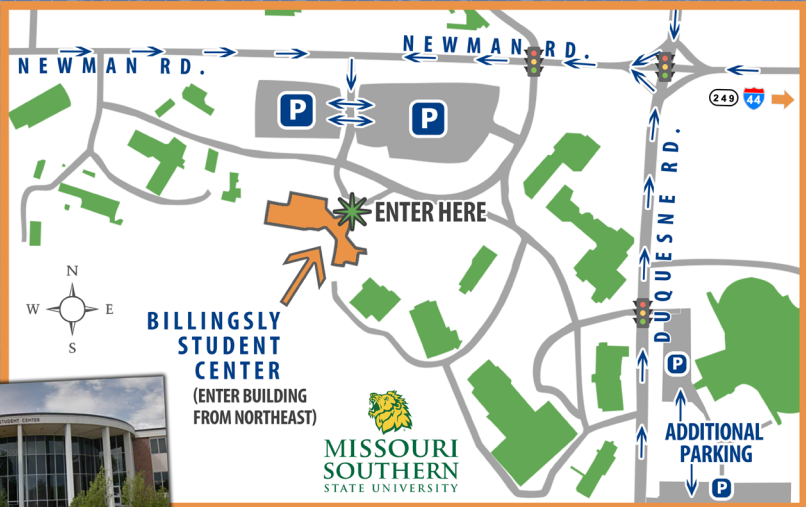 NEWMAN RD.
NEWMAN RD.
P
P
249
44
ENTER HERE
DUQUESNE RD.
N
W E
S
BILLINGSLY
STUDENT
CENTER
(ENTER BUILDING
FROM NORTHEAST)
STUDENT CENTER
MISSOURI
SOUTHERN
STATE UNIVERSITY
P
ADDITIONAL
PARKING
P